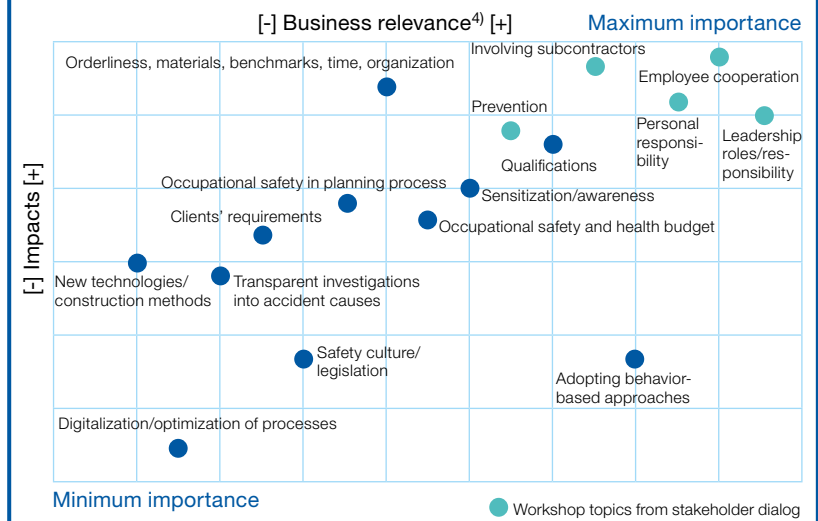 [-] Business relevance4) [+]
Maximum importance
Involving subcontractors
Orderliness, materials, benchmarks, time, organization
Employee cooperation
Prevention
Personal
responsi-
bility
Leadership
roles/res-
ponsibility
Qualifications
[-] Impacts [+]
Occupational safety in planning process
Sensitization/awareness
Clients’ requirements
Occupational safety and health budget
New technologies/
construction methods
Transparent investigations
into accident causes
Safety culture/
legislation
Adopting behavior-
based approaches
Digitalization/optimization of processes
Minimum importance
Workshop topics from stakeholder dialog